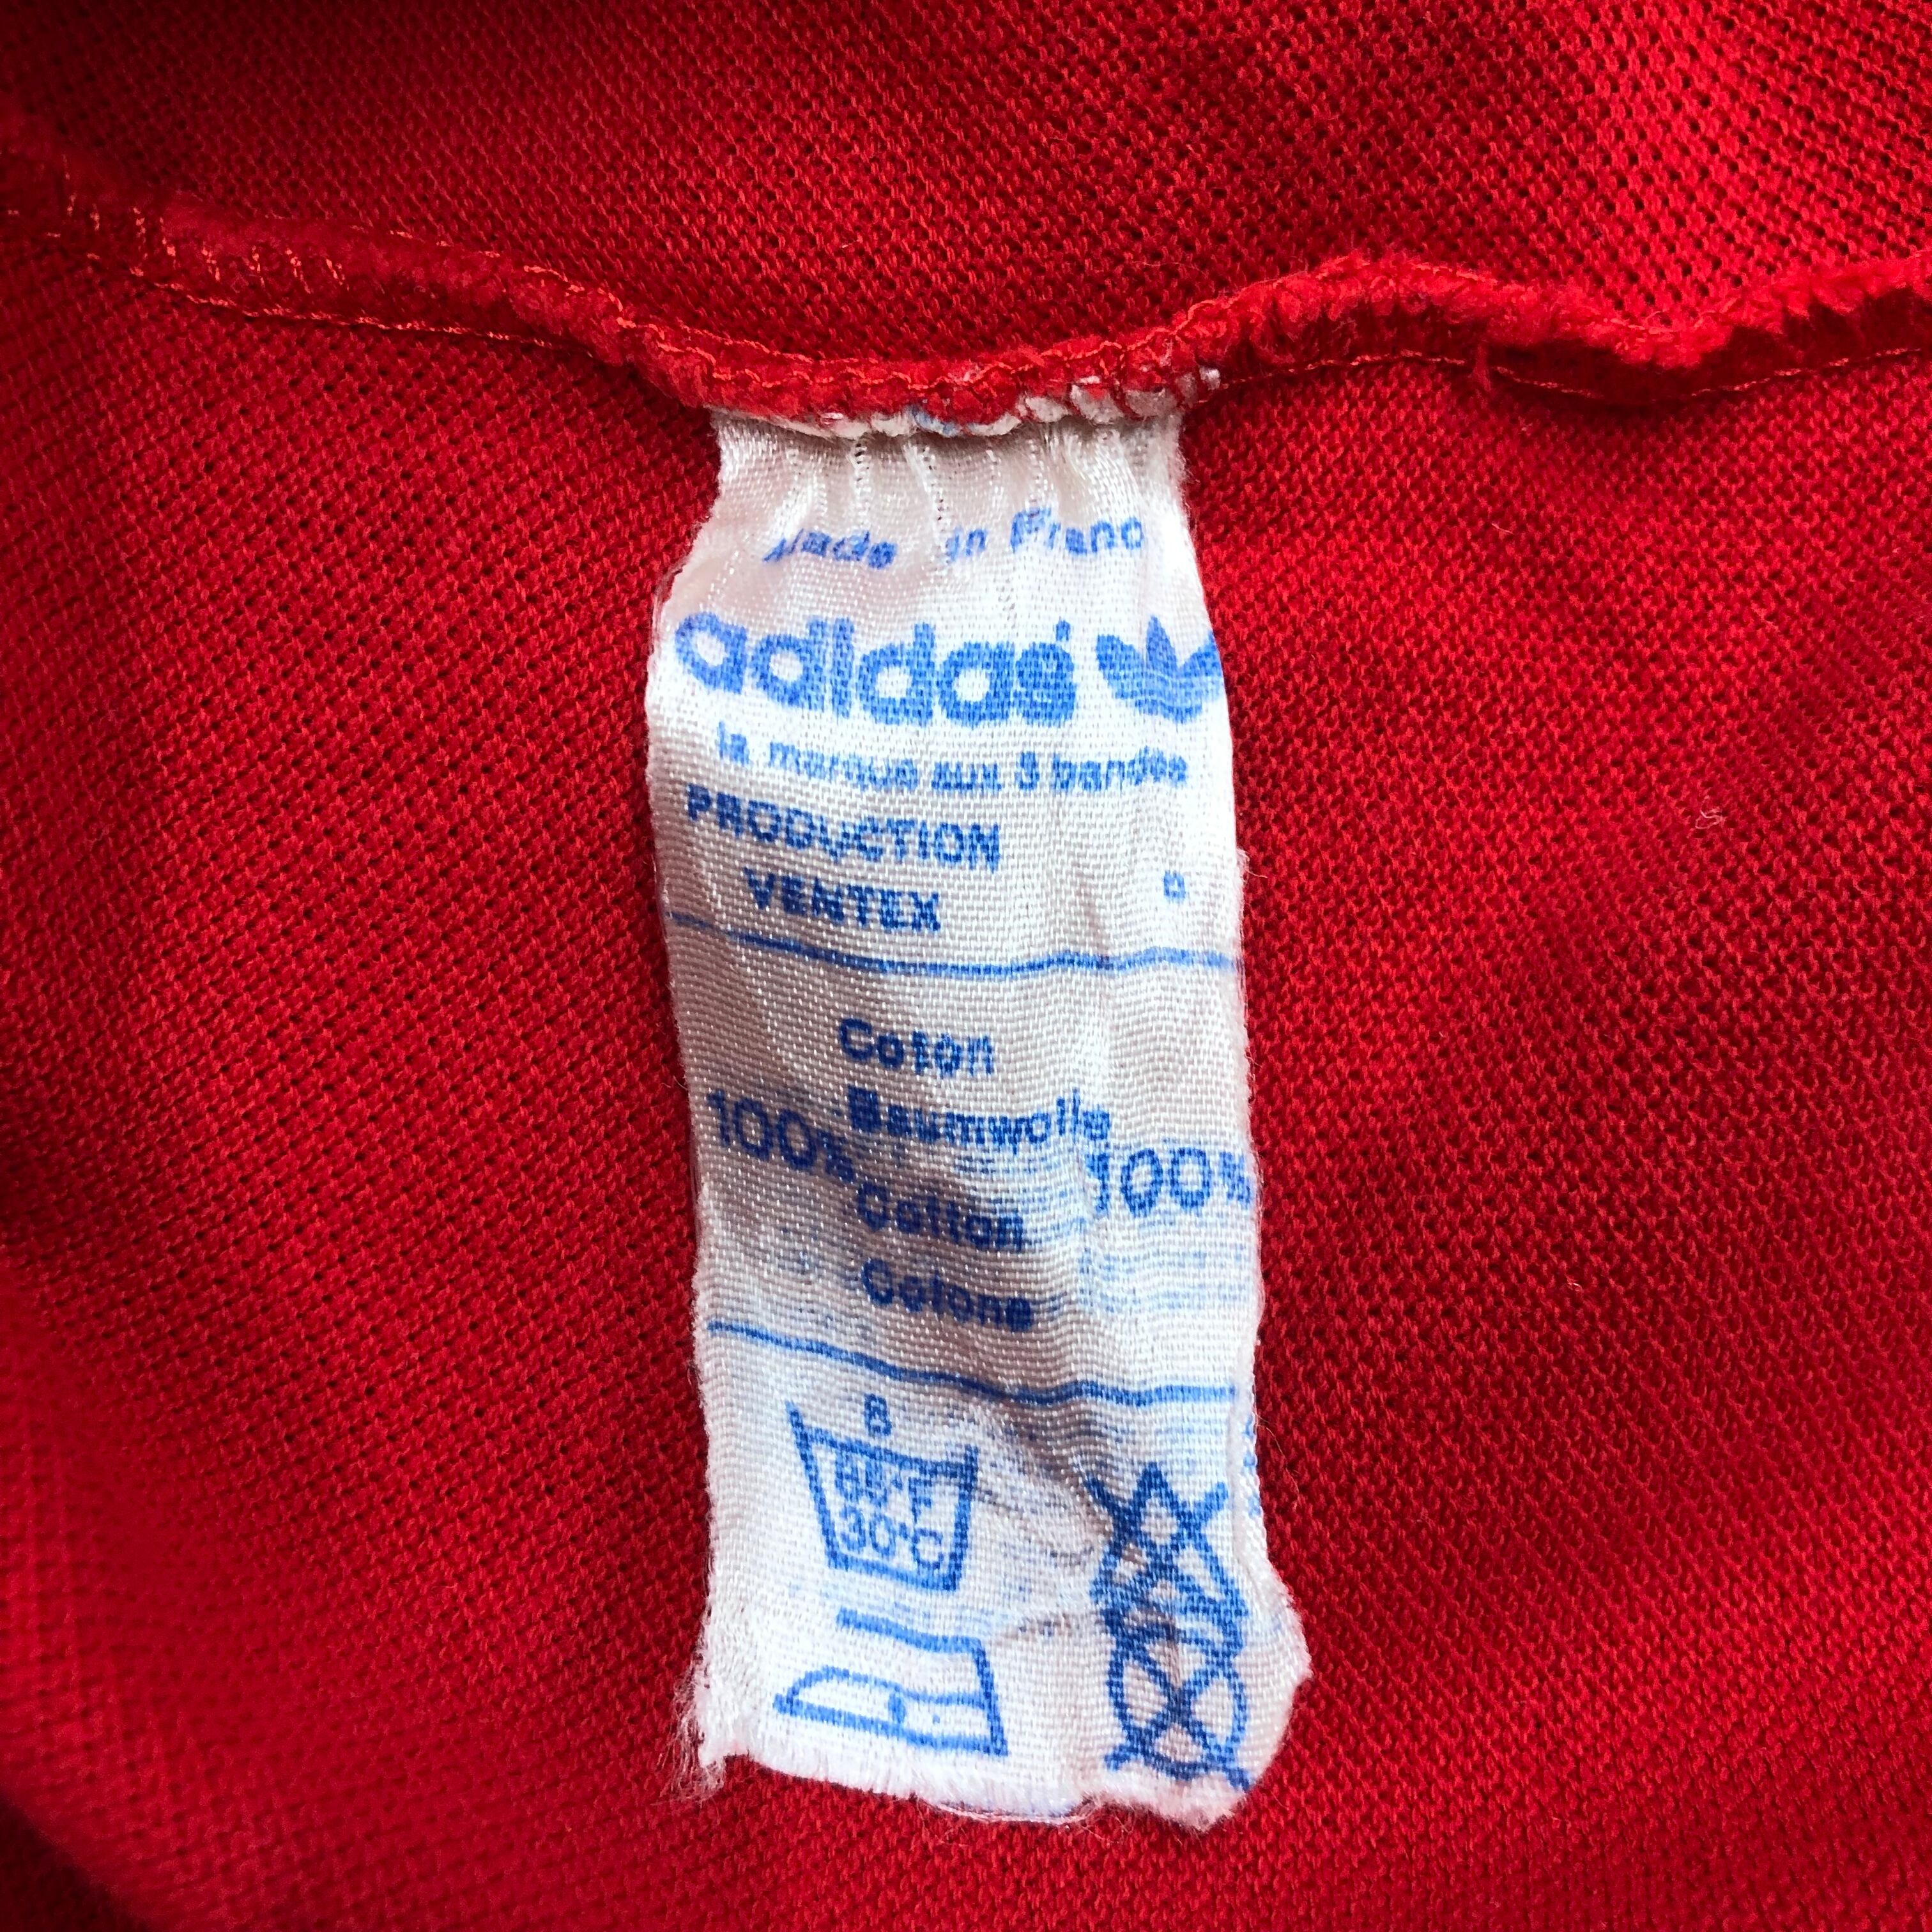 Made in Franc
adidas
la marque aux 3 bandes
PRODUCTION
VENTEX D
Coton
Baumwolle
100% 100%
Cotton
Cotone
8
85°F
30°C